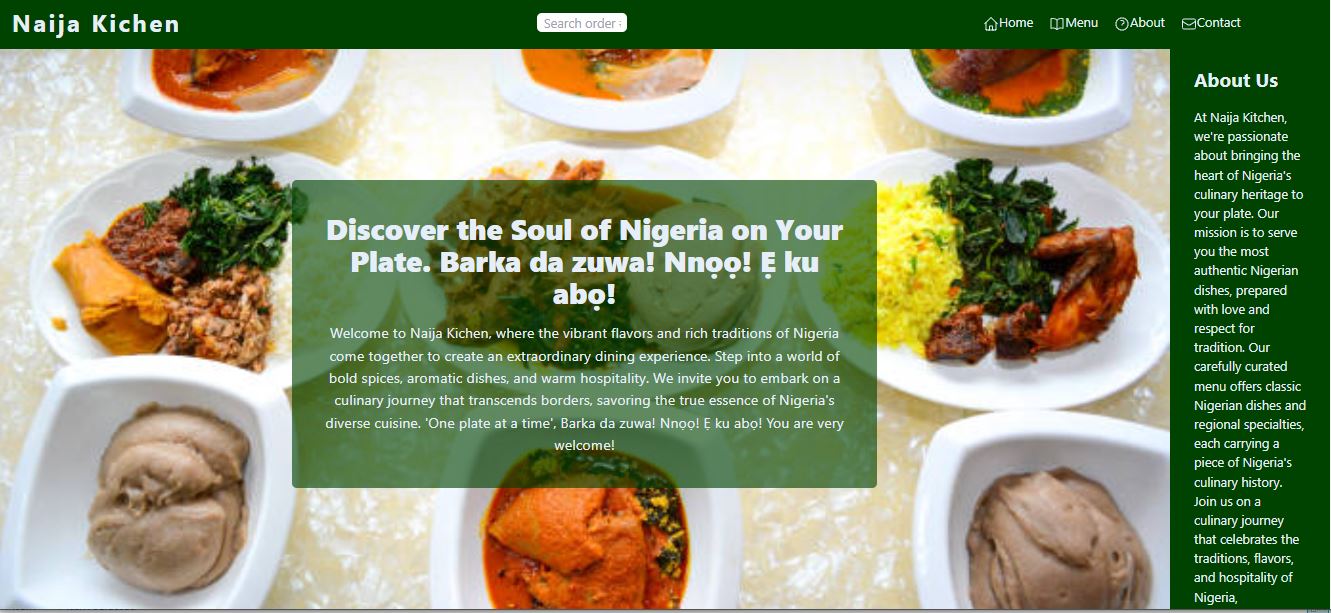 Naija Kichen
Search order
Home
Menu
About
Contact
Discover the Soul of Nigeria on Your
Plate. Barka da zuwa! Nnọọ! Ẹ ku
abọ!
Welcome to Naija Kichen, where the vibrant flavors and rich traditions of Nigeria
come together to create an extraordinary dining experience. Step into a world of
bold spices, aromatic dishes, and warm hospitality. We invite you to embark on a
culinary journey that transcends borders, savoring the true essence of Nigeria's
diverse cuisine. 'One plate at a time', Barka da zuwa! Nnọọ! Ẹ ku abọ! You are very
welcome!
About Us
At Naija Kitchen,
we're passionate
about bringing the
heart of Nigeria's
culinary heritage to
your plate. Our
mission is to serve
you the most
authentic Nigerian
dishes, prepared
with love and
respect for
tradition. Our
carefully curated
menu offers classic
Nigerian dishes and
regional specialties,
each carrying a
piece of Nigeria's
culinary history.
Join us on a
culinary journey
that celebrates the
traditions, flavors,
and hospitality of
Nigeria,